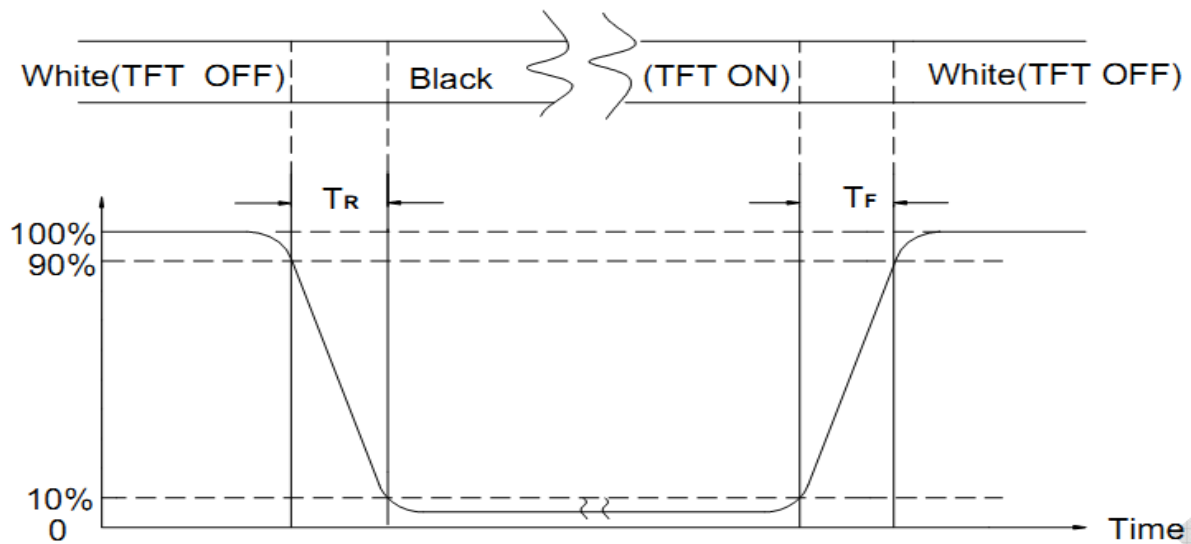 White(TFT OFF)
Black
(TFT ON)
White(TFT OFF)
TR
TF
100%
90%
10%
0
Time